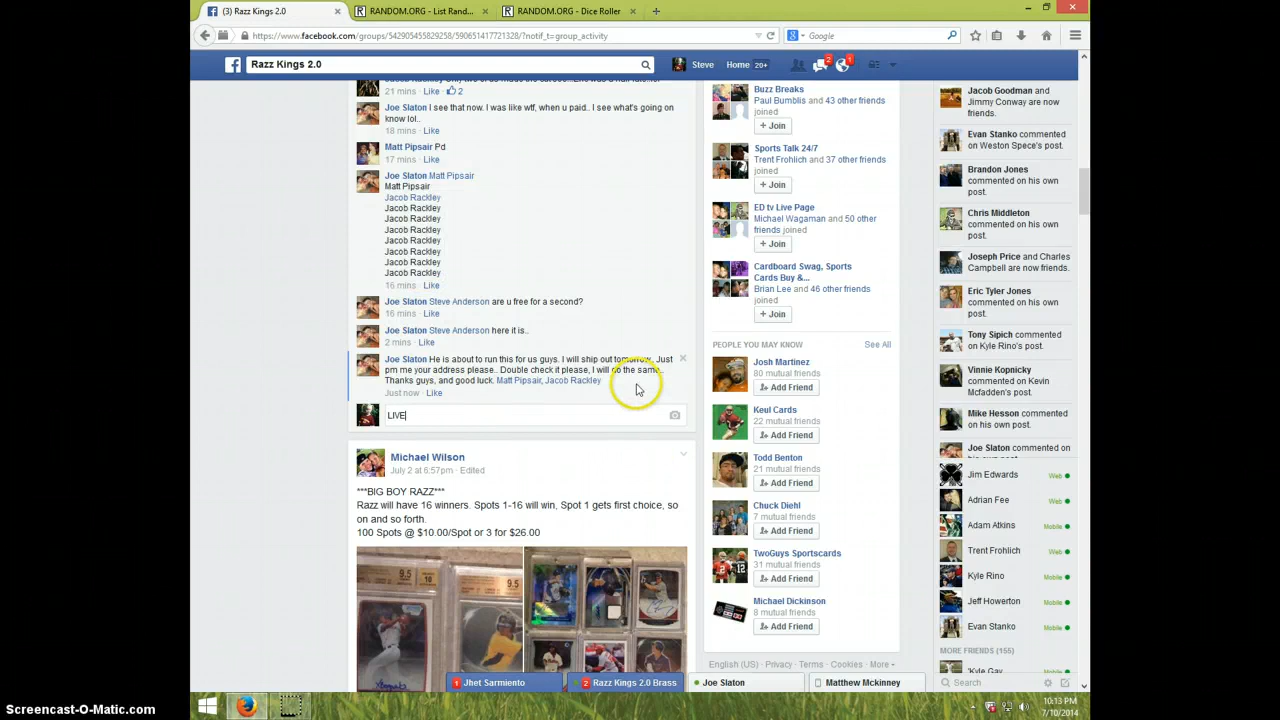 (3) Razz Kings 2.0
RANDOM.ORG - List Rand...
RANDOM.ORG - Dice Roller
https://www.facebook.com/groups/542905455829258/590651417721328/?notif_t=group_activity
Google
Razz Kings 2.0
Steve
Home 20+
2
1
21 mins · Like · 2
Joe Slaton I see that now. I was like wtf, when u paid.. I see what's going on
know lol..
18 mins · Like
Matt Pipsair Pd
17 mins · Like
Joe Slaton Matt Pipsair
Matt Pipsair
Jacob Rackley
Jacob Rackley
Jacob Rackley
Jacob Rackley
Jacob Rackley
Jacob Rackley
Jacob Rackley
Jacob Rackley
16 mins · Like
Joe Slaton Steve Anderson are u free for a second?
16 mins · Like
Joe Slaton Steve Anderson here it is..
2 mins · Like
Joe Slaton He is about to run this for us guys. I will ship out tomorrow.. Just
pm me your address please.. Double check it please, I will do the same..
Thanks guys, and good luck. Matt Pipsair, Jacob Rackley
Just now · Like
LIVE
Michael Wilson
July 2 at 6:57pm · Edited
***BIG BOY RAZZ***
Razz will have 16 winners. Spots 1-16 will win, Spot 1 gets first choice, so
on and so forth.
100 Spots @ $10.00/Spot or 3 for $26.00
9.5
10
9.5
Buzz Breaks
Paul Bumblis and 43 other friends
joined
+ Join
Sports Talk 24/7
Trent Frohlich and 37 other friends
joined
+ Join
ED tv Live Page
Michael Wagaman and 50 other
friends joined
+ Join
Cardboard Swag, Sports
Cards Buy &...
Brian Lee and 46 other friends
joined
+ Join
PEOPLE YOU MAY KNOW
See All
Josh Martinez
80 mutual friends
Add Friend
Keul Cards
22 mutual friends
Add Friend
Todd Benton
21 mutual friends
Add Friend
Chuck Diehl
7 mutual friends
Add Friend
TwoGuys Sportscards
31 mutual friends
Add Friend
Michael Dickinson
8 mutual friends
Add Friend
English (US) · Privacy · Terms · Cookies · More
Jacob Goodman and
Jimmy Conway are now
friends.
Evan Stanko commented
on Weston Spece's post.
Brandon Jones
commented on his own
post.
Chris Middleton
commented on his own
post.
Joseph Price and Charles
Campbell are now friends.
Eric Tyler Jones
commented on his own
post.
Tony Sipich commented
on Kyle Rino's post.
Vinnie Kopnicky
commented on Kevin
Mcfadden's post.
Mike Hesson commented
on his own post.
Joe Slaton commented on
Jim Edwards Web
Adrian Fee Web
Adam Atkins Mobile
Trent Frohlich Web
Kyle Rino Mobile
Jeff Howerton Mobile
Evan Stanko Mobile
MORE FRIENDS (155)
'Kyle Gay
Search
1 Jhet Sarmiento
2 Razz Kings 2.0 Brass
Joe Slaton
Matthew Mckinney
10:13 PM
7/10/2014
Screencast-O-Matic.com